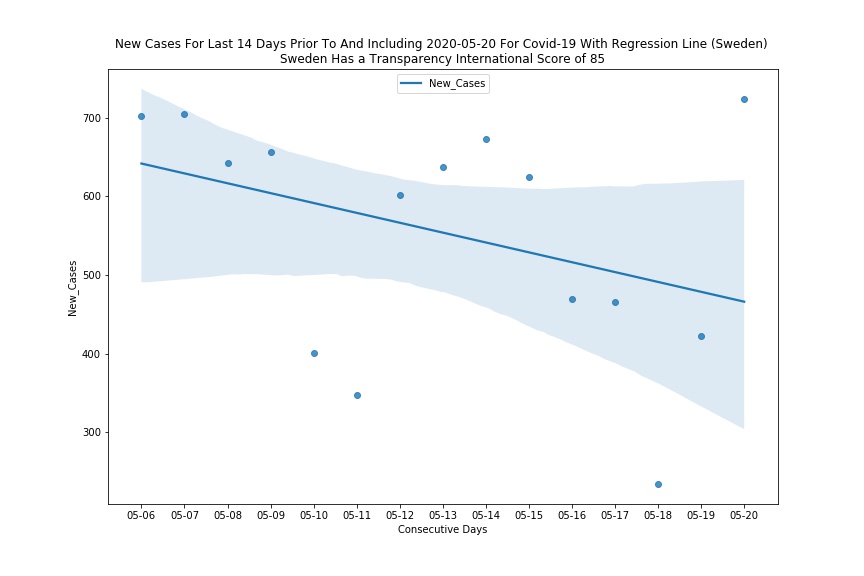 New Cases For Last 14 Days Prior To And Including 2020-05-20 For Covid-19 With Regression Line (Sweden)
Sweden Has a Transparency International Score of 85
New_Cases
700
600
500
400
300
New_Cases
05-06 05-07 05-08 05-09 05-10 05-11 05-12 05-13 05-14 05-15 05-16 05-17 05-18 05-19 05-20
Consecutive Days